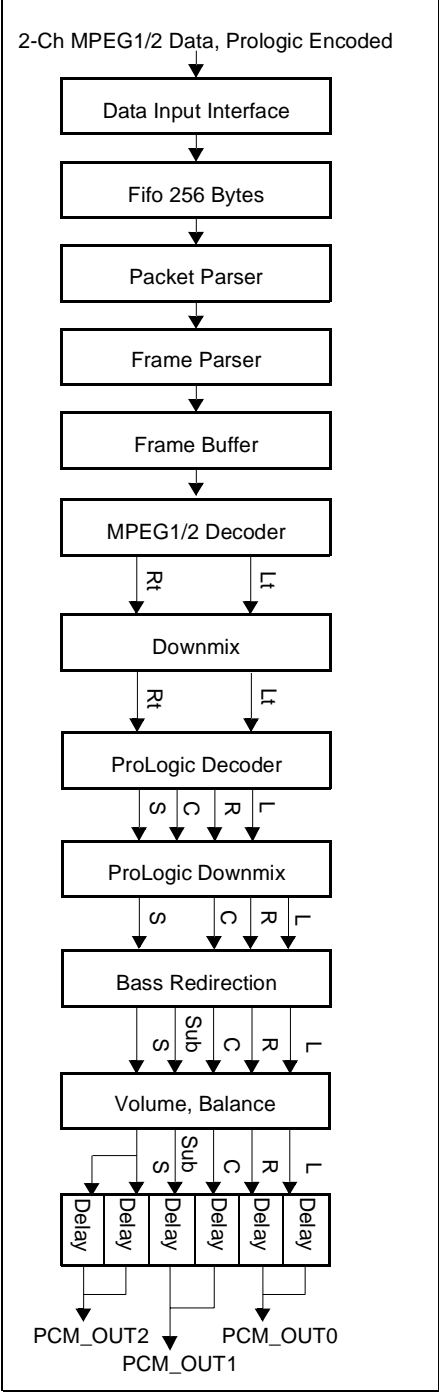 2-Ch MPEG1/2 Data, Prologic Encoded
Data Input Interface
Fifo 256 Bytes
Packet Parser
Frame Parser
Frame Buffer
MPEG1/2 Decoder
Rt Lt
Downmix
Rt Lt
ProLogic Decoder
S C R L
ProLogic Downmix
S C R L
Bass Redirection
S Sub C R L
Volume, Balance
S Sub C R L
Delay Delay Delay Delay Delay Delay
PCM_OUT2 PCM_OUT0
PCM_OUT1